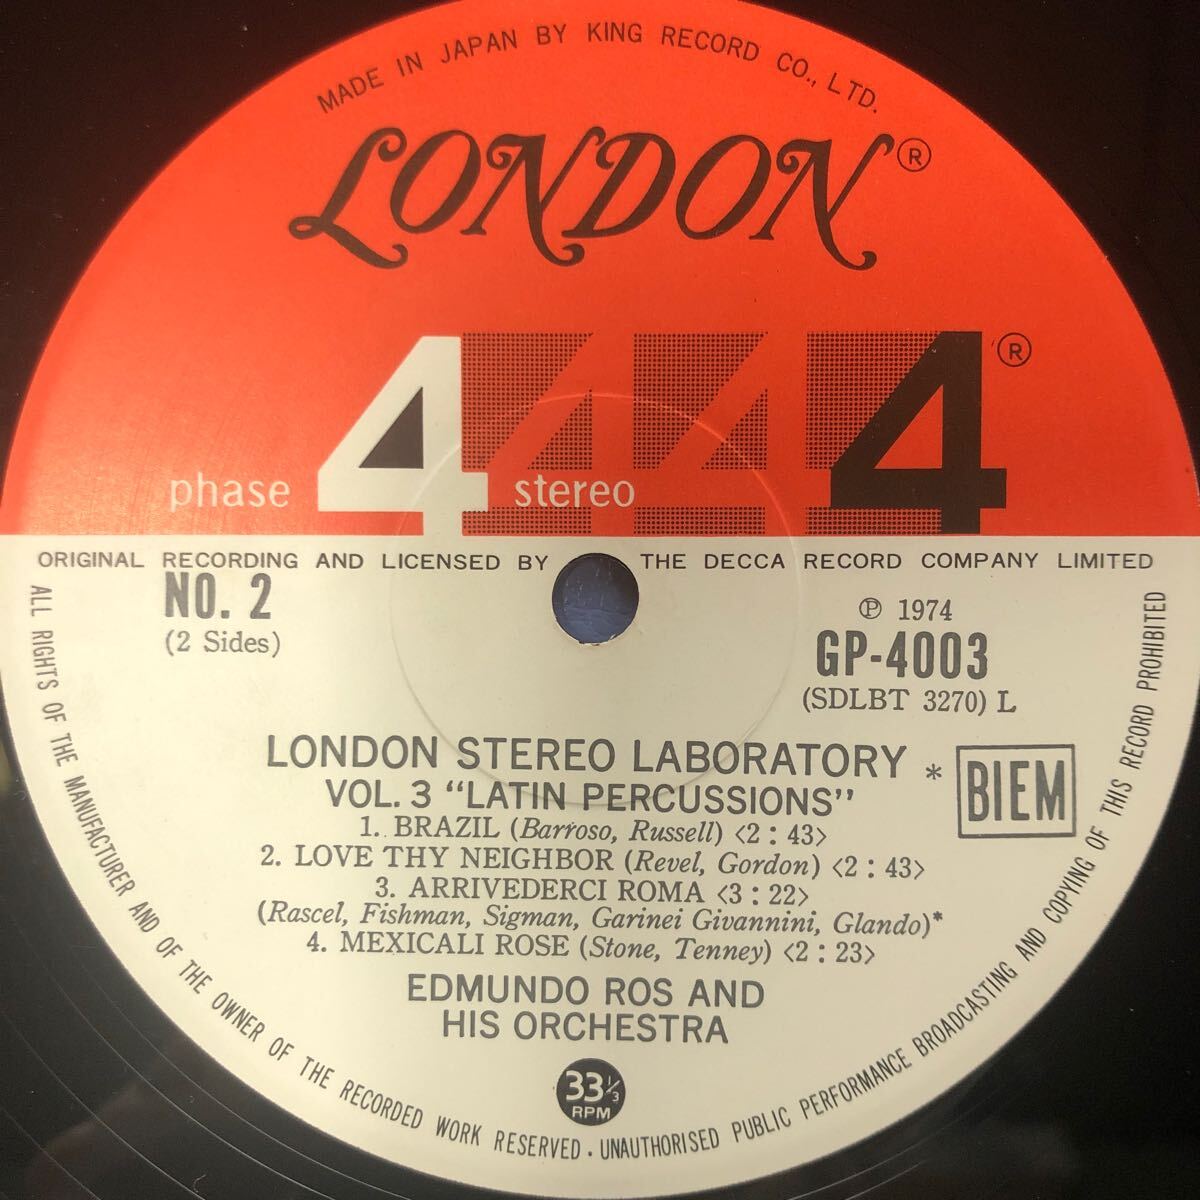 MADE IN JAPAN BY KING RECORD CO., LTD.
LONDON®
phase 4 stereo 4 4 4®
ORIGINAL RECORDING AND LICENSED BY THE DECCA RECORD COMPANY LIMITED
NO. 2
(2 Sides)
Ⓟ 1974
GP-4003
(SDLBT 3270) L
LONDON STEREO LABORATORY
VOL. 3 “LATIN PERCUSSIONS”
* BIEM
1. BRAZIL (Barroso, Russell) <2:43>
2. LOVE THY NEIGHBOR (Revel, Gordon) <2:43>
3. ARRIVEDERCI ROMA <3:22>
(Rascel, Fishman, Sigman, Garinei Givannini, Glando)*
4. MEXICALI ROSE (Stone, Tenney) <2:23>
EDMUNDO ROS AND
HIS ORCHESTRA
33⅓
RPM
ALL RIGHTS OF THE MANUFACTURER AND OF THE OWNER OF THE RECORDED WORK RESERVED. UNAUTHORISED PUBLIC PERFORMANCE BROADCASTING AND COPYING OF THIS RECORD PROHIBITED